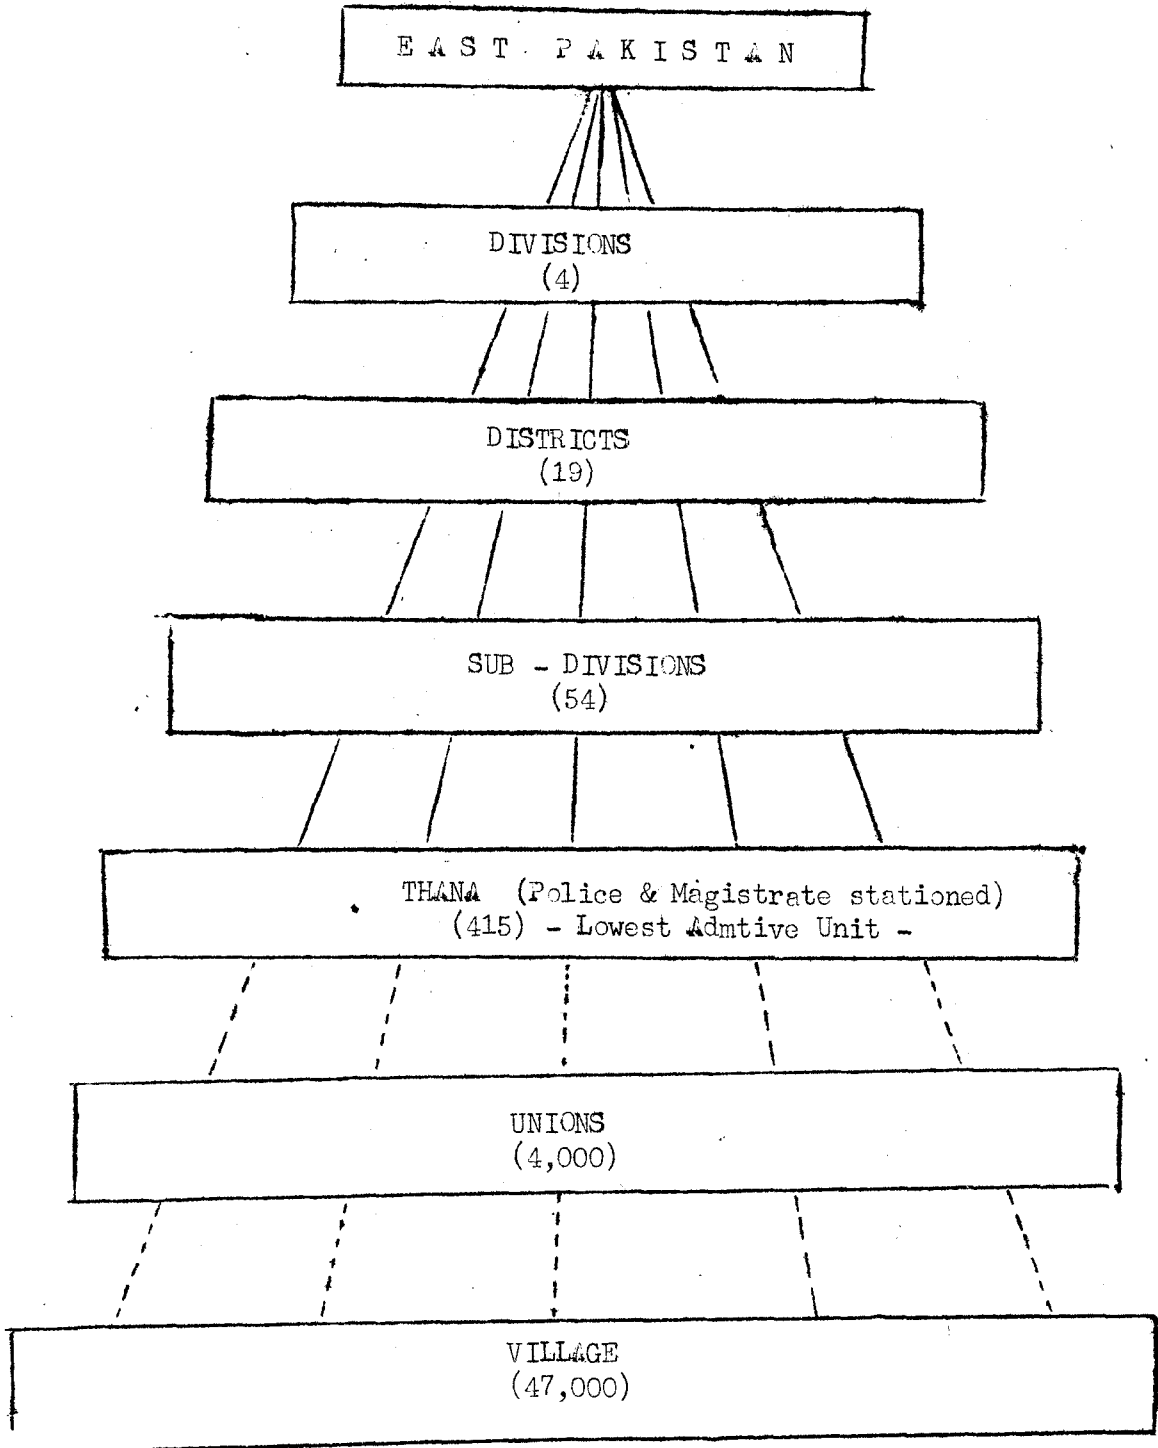 EAST PAKISTAN
DIVISIONS
(4)
DISTRICTS
(19)
SUB - DIVISIONS
(54)
THANA (Police & Magistrate stationed)
(415) - Lowest Admtive Unit -
UNIONS
(4,000)
VILLAGE
(47,000)